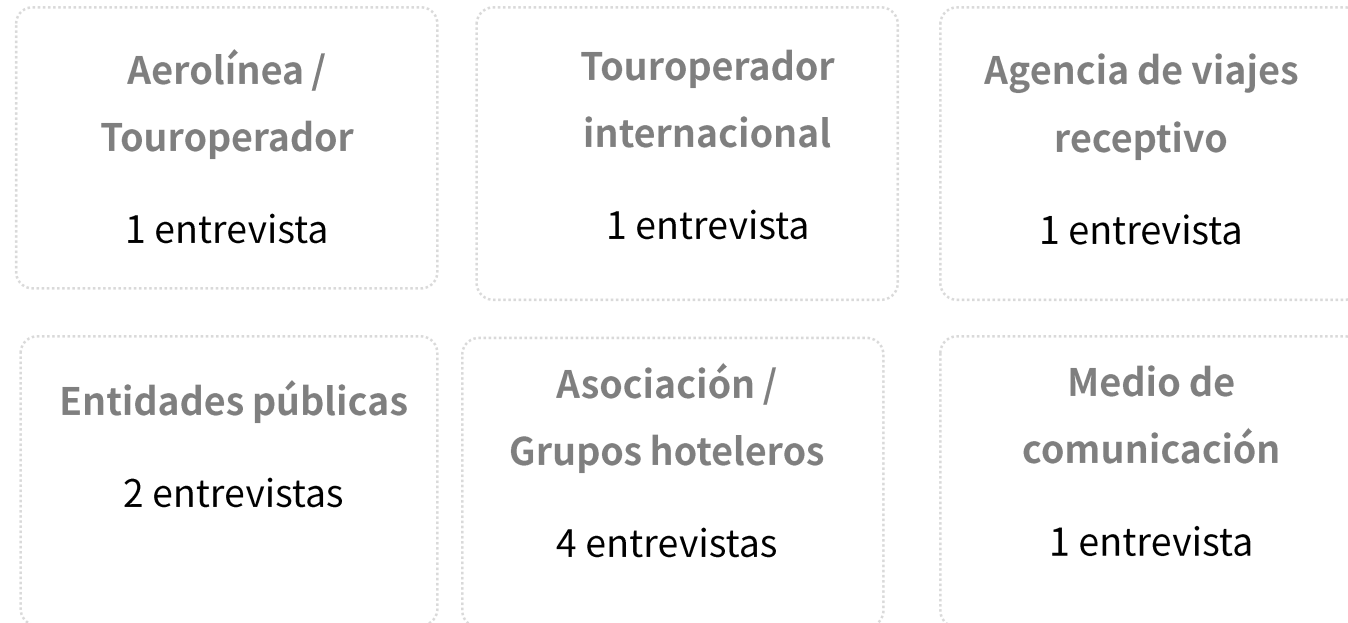 Aerolínea /
Touroperador
1 entrevista
Touroperador
internacional
1 entrevista
Agencia de viajes
receptivo
1 entrevista
Entidades públicas
2 entrevistas
Asociación /
Grupos hoteleros
4 entrevistas
Medio de
comunicación
1 entrevista